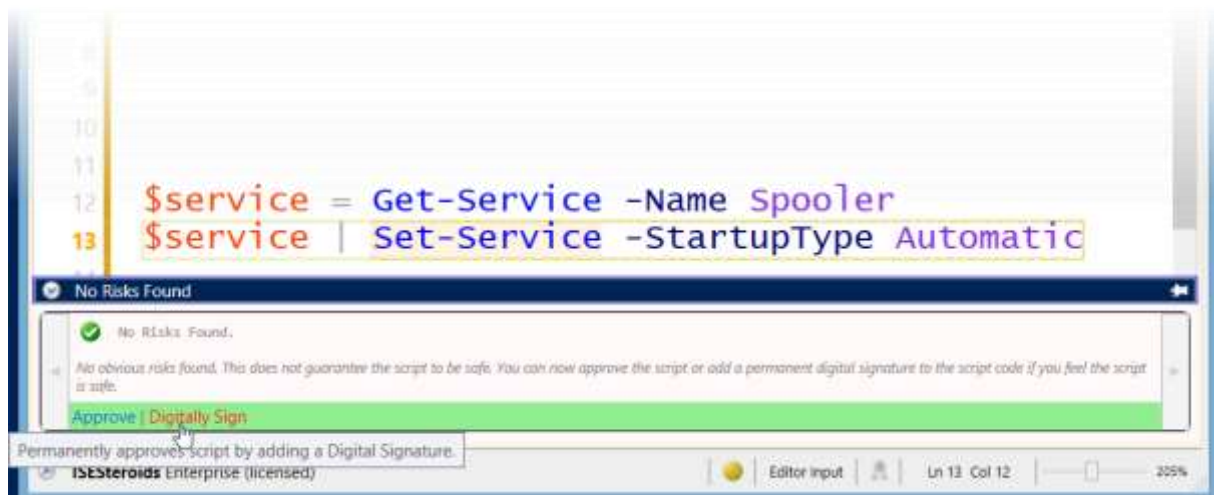 8
9
10
11
12 $service = Get-Service -Name Spooler
13 $service | Set-Service -StartupType Automatic
No Risks Found
No Risks Found.
No obvious risks found. This does not guarantee the script to be safe. You can now approve the script or add a permanent digital signature to the script code if you feel the script
is safe.
Approve | Digitally Sign
Permanently approves script by adding a Digital Signature.
ISESteroids Enterprise (licensed) Editor Input Ln 13 Col 12 205%